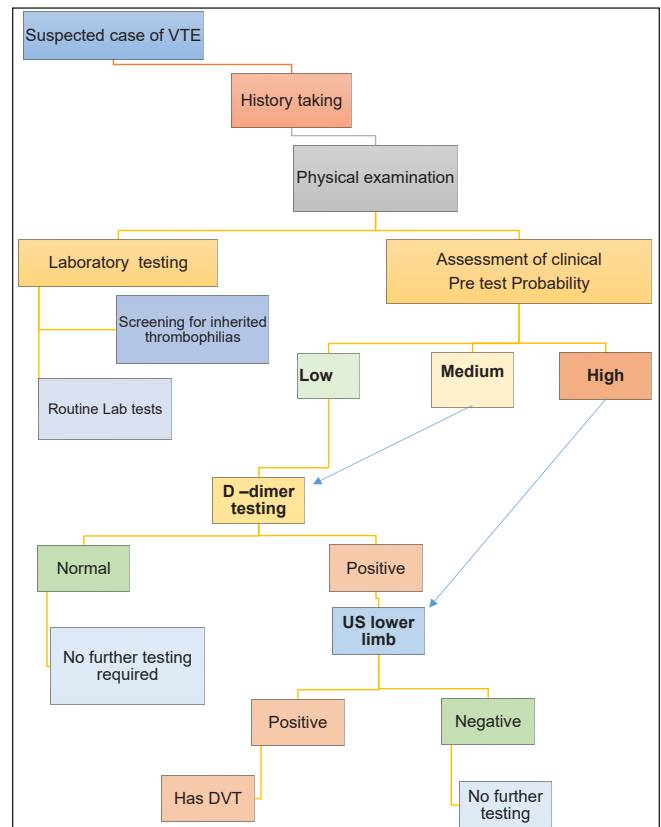 Suspected case of VTE
History taking
Physical examination
Laboratory testing
Assessment of clinical
Pre test Probability
Screening for inherited
thrombophilias
Routine Lab tests
Low
Medium
High
D –dimer
testing
Normal
Positive
No further testing
required
US lower
limb
Positive
Negative
Has DVT
No further
testing